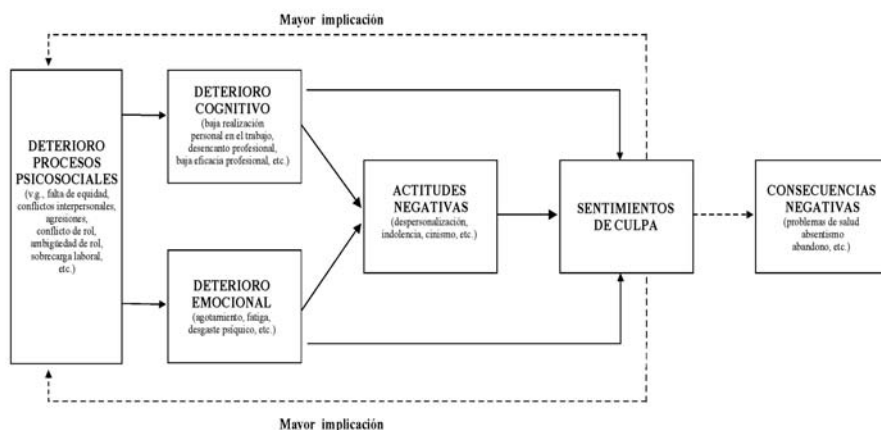 Mayor implicación
DETERIORO
PROCESOS
PSICOSOCIALES
(v.g., falta de equidad,
conflictos interpersonales,
agresiones,
conflicto de rol,
ambigüedad de rol,
sobrecarga laboral,
etc.)
DETERIORO
COGNITIVO
(baja realización
personal en el trabajo,
desencanto profesional,
baja eficacia profesional, etc.)
DETERIORO
EMOCIONAL
(agotamiento, fatiga,
desgaste psíquico, etc.)
ACTITUDES
NEGATIVAS
(despersonalización,
indolencia, cinismo, etc.)
SENTIMIENTOS
DE CULPA
CONSECUENCIAS
NEGATIVAS
(problemas de salud
absentismo
abandono, etc.)
Mayor implicación